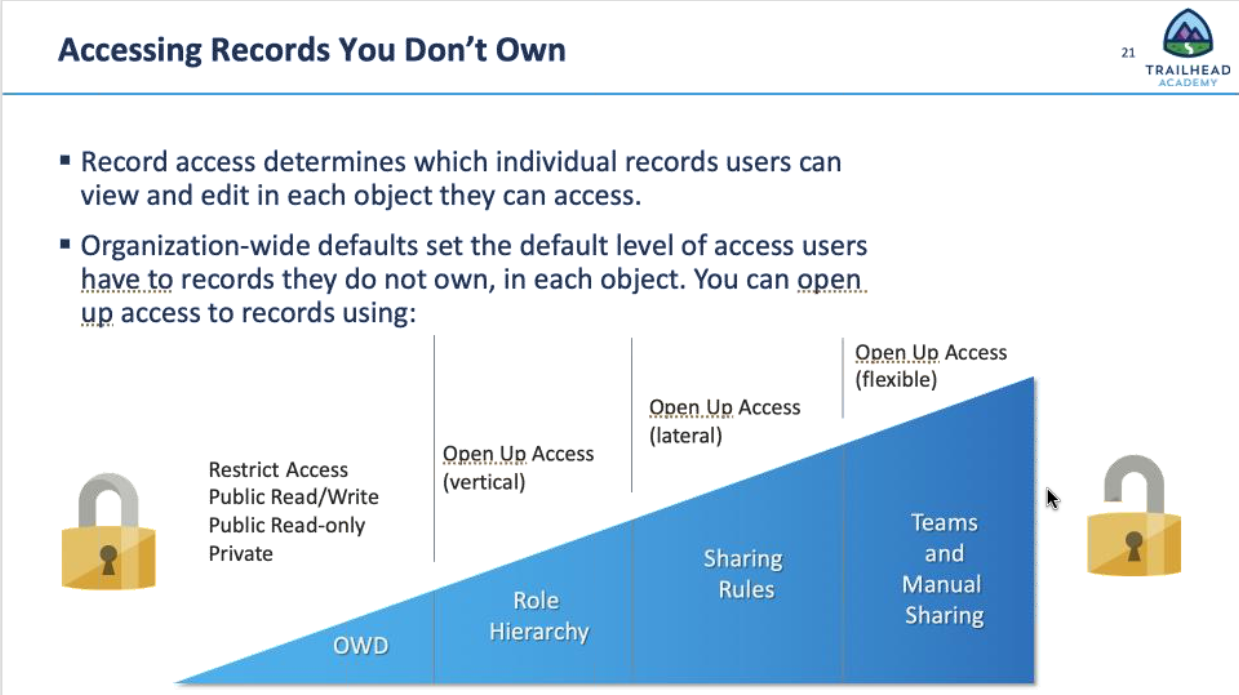 Accessing Records You Don’t Own
21
TRAILHEAD
ACADEMY
▪ Record access determines which individual records users can
view and edit in each object they can access.
▪ Organization-wide defaults set the default level of access users
have to records they do not own, in each object. You can open
up access to records using:
Restrict Access
Public Read/Write
Public Read-only
Private
Open Up Access
(vertical)
Open Up Access
(lateral)
Open Up Access
(flexible)
OWD
Role
Hierarchy
Sharing
Rules
Teams
and
Manual
Sharing